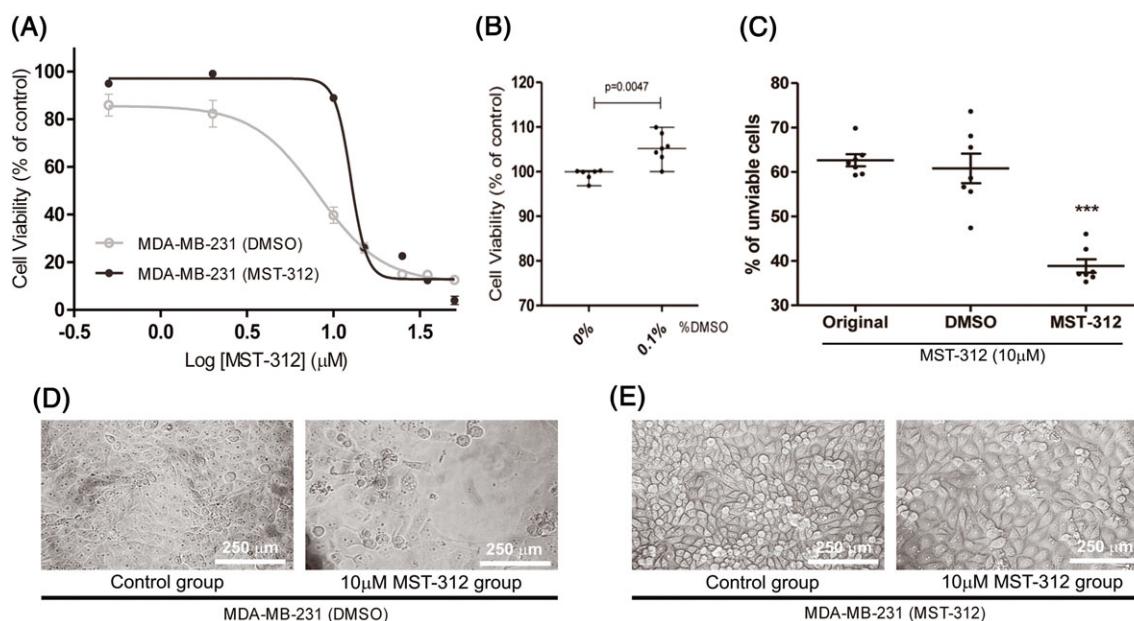 (A)
Cell Viability (% of control)
100
80
60
40
20
0
-0.5
0.0
0.5
1.0
1.5
Log [MST-312] (μM)
MDA-MB-231 (DMSO)
MDA-MB-231 (MST-312)
(B)
Cell Viability (% of control)
120
110
100
90
80
70
p=0.0047
0%
0.1%
%DMSO
(C)
% of unviable cells
80
70
60
50
40
30
***
Original
DMSO
MST-312
MST-312 (10μM)
(D)
250 μm
250 μm
Control group
10μM MST-312 group
MDA-MB-231 (DMSO)
(E)
250 μm
250 μm
Control group
10μM MST-312 group
MDA-MB-231 (MST-312)